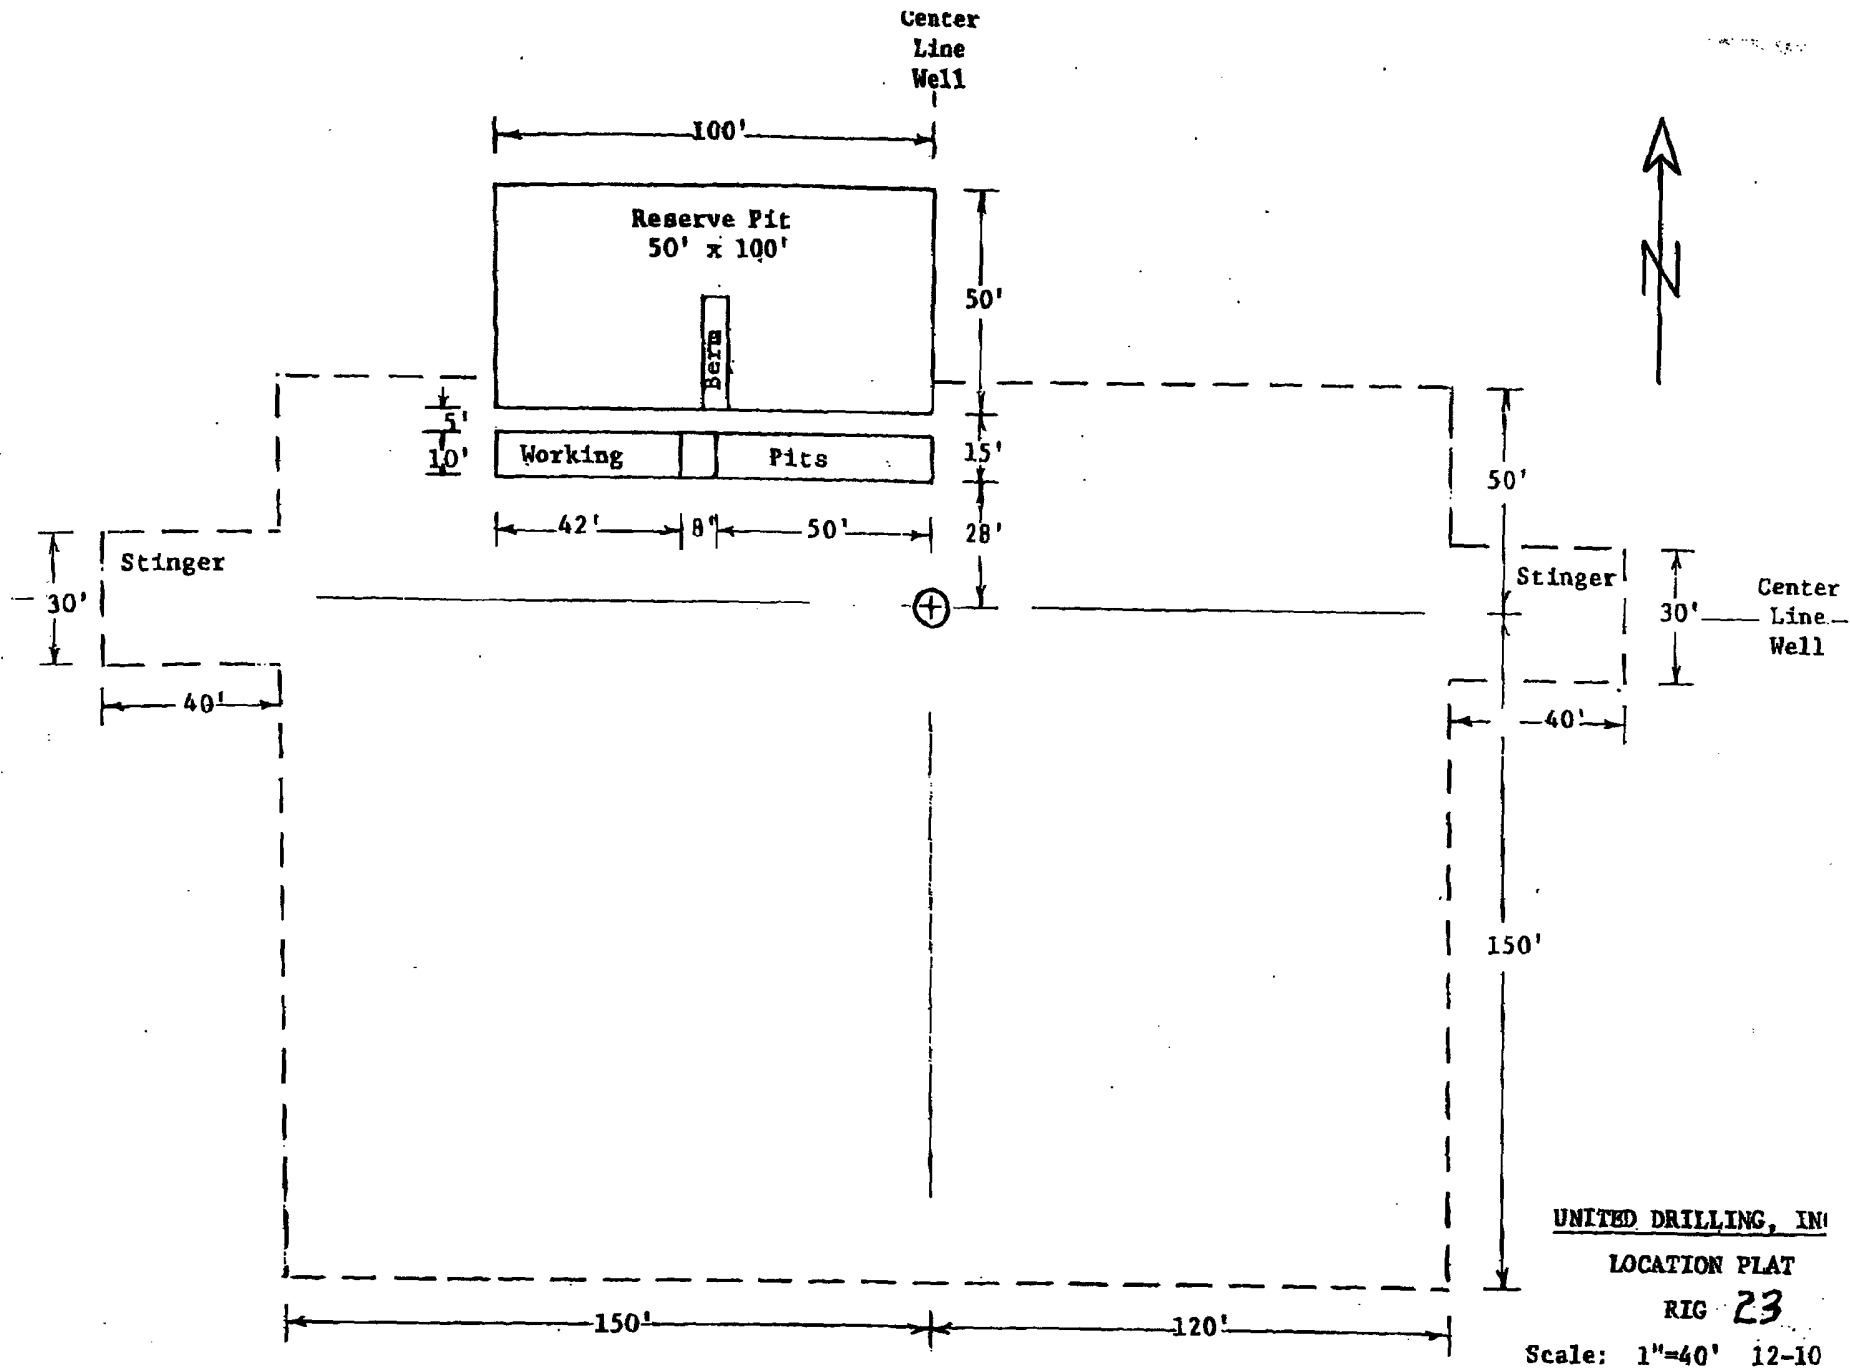 Center
Line
Well
100'
Reserve Pit
50' x 100'
50'
Berm
5'
10'
Working
Pits
15'
50'
42'
8'
50'
28'
Stinger
Stinger
30'
30'
Center
Line
Well
40'
40'
N
150'
150'
120'
UNITED DRILLING, IN
LOCATION PLAT
RIG 23
Scale: 1"=40' 12-10